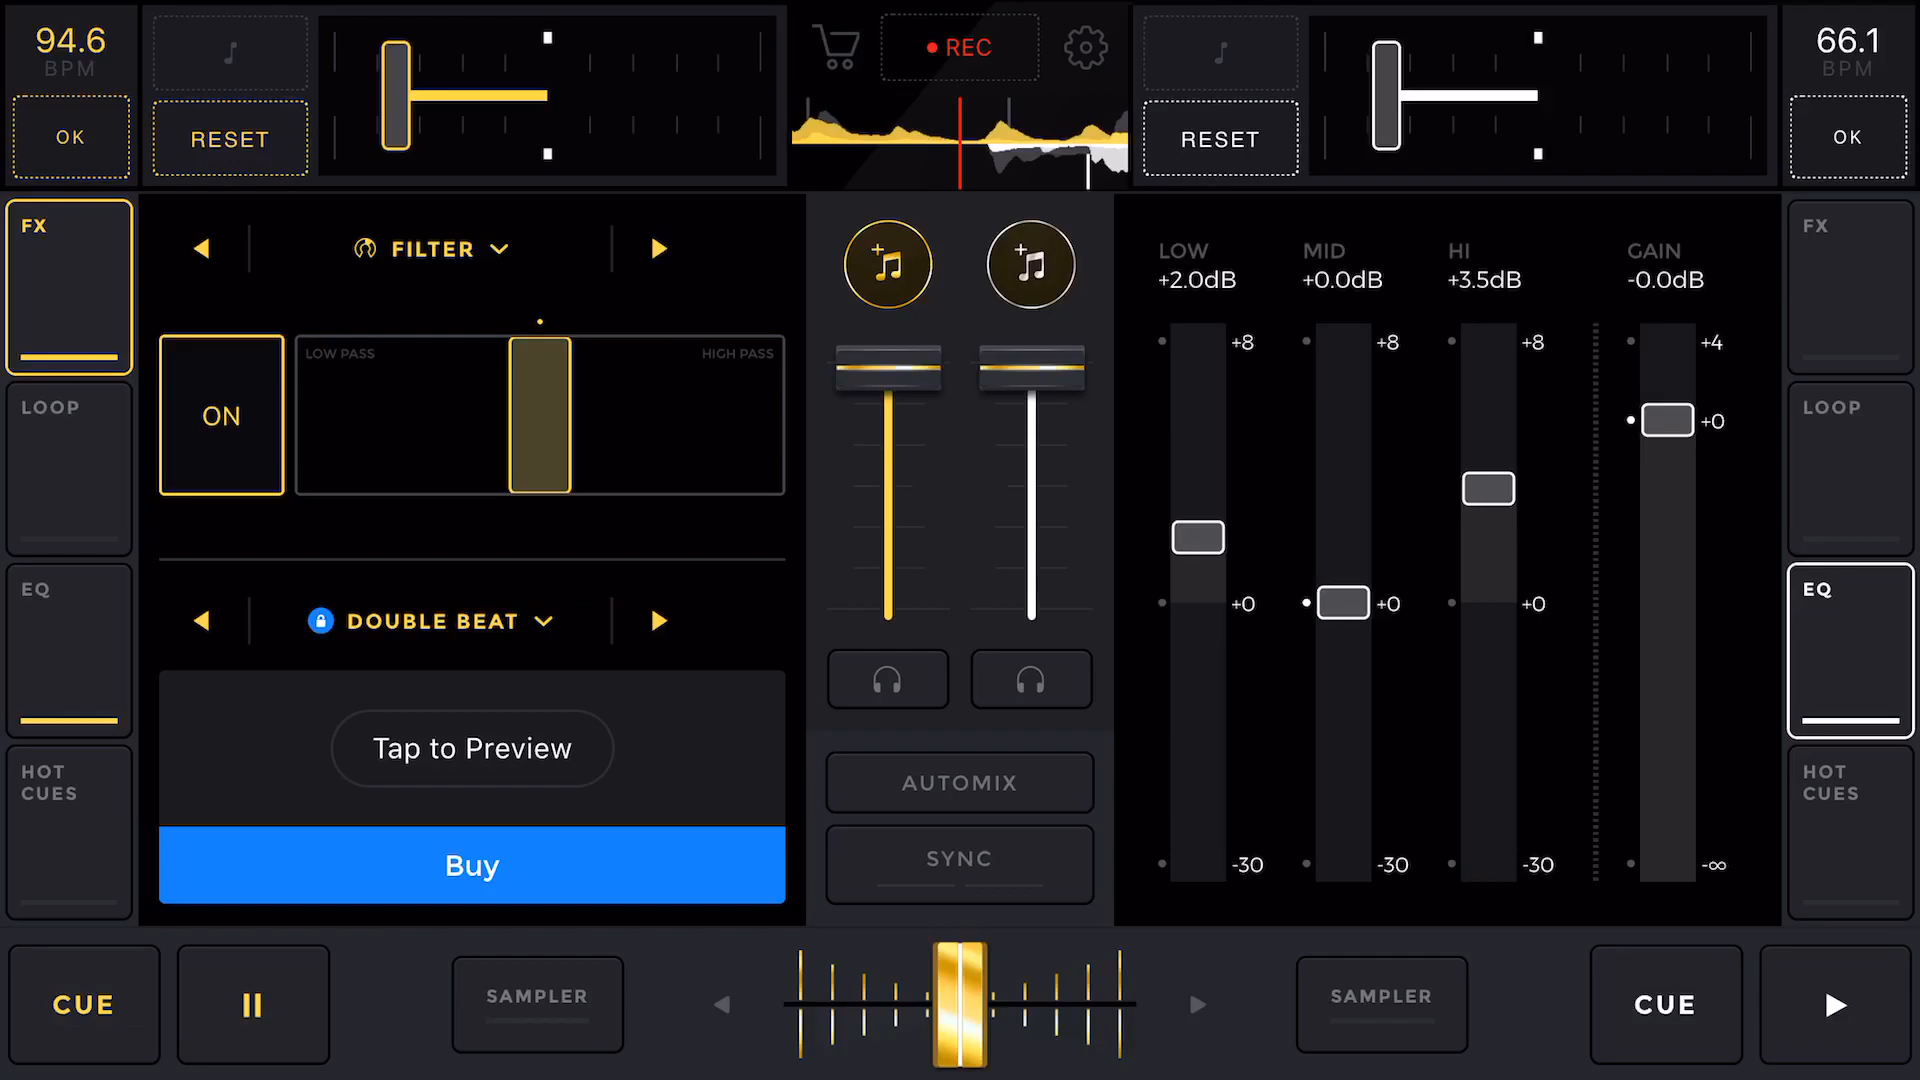 94.6
BPM
OK
RESET
REC
RESET
66.1
BPM
OK
FX
LOOP
EQ
HOT
CUES
FILTER
LOW PASS
HIGH PASS
ON
DOUBLE BEAT
Tap to Preview
Buy
AUTOMIX
SYNC
LOW
+2.0dB
MID
+0.0dB
HI
+3.5dB
GAIN
-0.0dB
+8
+8
+8
+4
+0
+0
+0
+0
-30
-30
-30
-∞
FX
LOOP
EQ
HOT
CUES
CUE
SAMPLER
SAMPLER
CUE